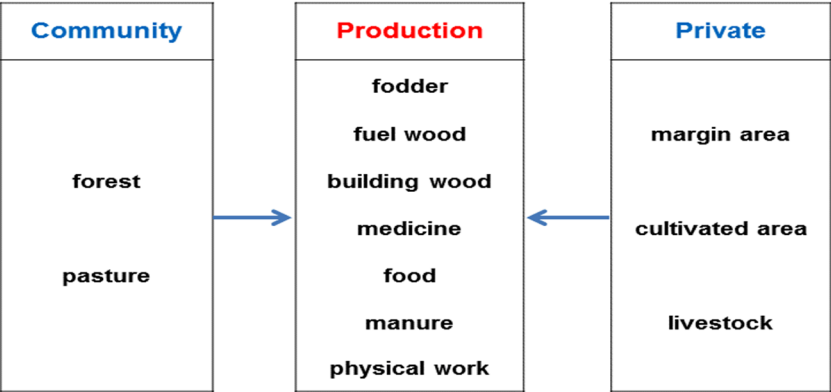 Community
forest
pasture
Production
fodder
fuel wood
building wood
medicine
food
manure
physical work
Private
margin area
cultivated area
livestock